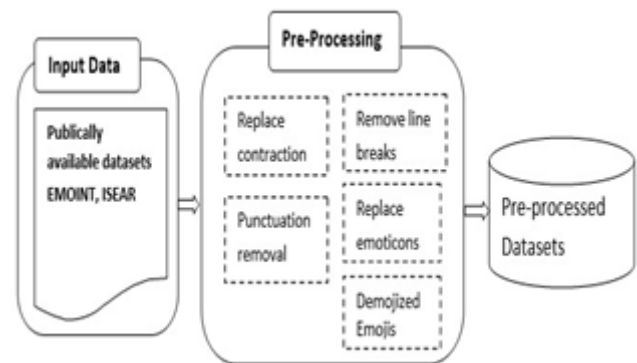 Input Data
Publically
available datasets
EMOINT, ISEAR
Pre-Processing
Replace
contraction
Remove line
breaks
Punctuation
removal
Replace
emoticons
Demojized
Emojis
Pre-processed
Datasets